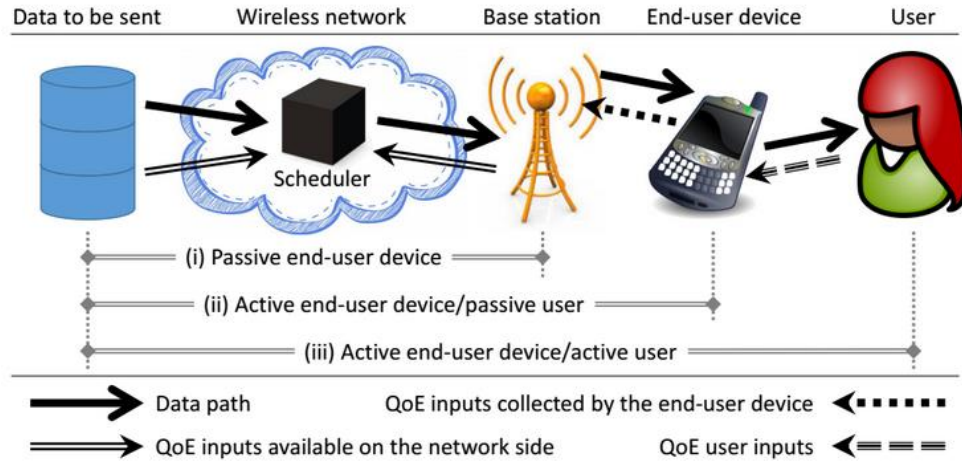 Data to be sent
Wireless network
Base station
End-user device
User
Scheduler
(i) Passive end-user device
(ii) Active end-user device/passive user
(iii) Active end-user device/active user
Data path
QoE inputs collected by the end-user device
QoE inputs available on the network side
QoE user inputs